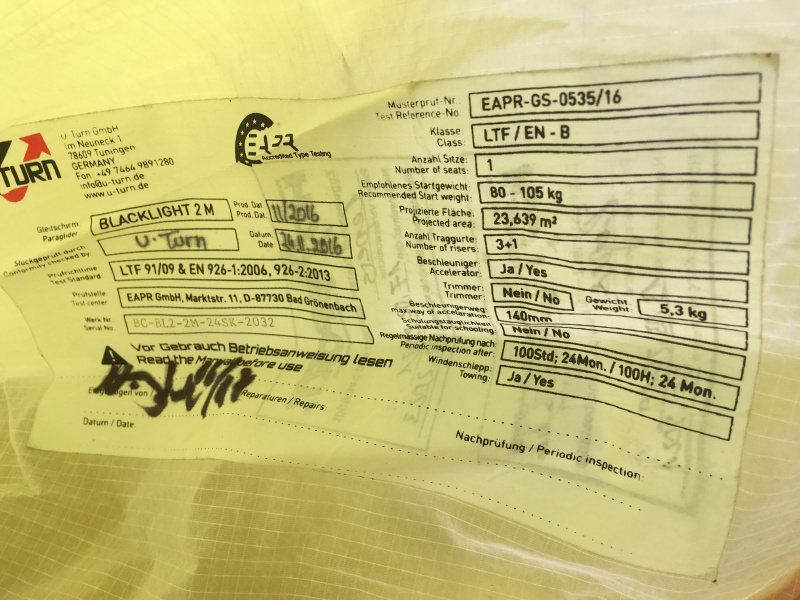 TURN
U-Turn GmbH
Im Neuneck 1
78609 Tuningen
GERMANY
Fon: +49 7464 9891280
info@u-turn.de
www.u-turn.de
Accredited Type Testing
Gleitschirm:
Paraglider:
BLACKLIGHT 2 M
Prod. Dat.
Prod. Dat.
11/2016
Stückgeprüft durch:
Conformity checked by
U-Turn
Datum:
Date:
24.11.2016
Prüfrichtlinie
Test Standard:
LTF 91/09 & EN 926-1:2006, 926-2:2013
Prüfstelle:
Test center
EAPR GmbH, Marktstr. 11, D-87730 Bad Grönenbach
Werk Nr.
Serial No.
BC-BL2-2M-24SK-2032
Vor Gebrauch Betriebsanweisung lesen
Read the Manual before use
Reparaturen / Repairs
Datum / Date
Musterprüf-Nr.
Test Reference-No
EAPR-GS-0535/16
Klasse:
Class:
LTF / EN - B
Anzahl Sitze:
Number of seats:
1
Empfohlenes Startgewicht:
Recommended Start weight:
80 - 105 kg
Projizierte Fläche:
Projected area:
23,639 m²
Anzahl Traggurte:
Number of risers:
3+1
Beschleuniger:
Accelerator:
Ja / Yes
Trimmer:
Trimmer:
Nein / No
Gewicht:
Weight:
5,3 kg
Beschleunigerweg:
max.way of accelaration:
140mm
Schulungstauglichkeit:
Suitable for schooling:
Nein / No
Regelmässige Nachprüfung nach:
Periodic inspection after:
100Std; 24Mon. / 100H; 24 Mon.
Windenschlepp:
Towing:
Ja / Yes
Nachprüfung / Periodic inspection